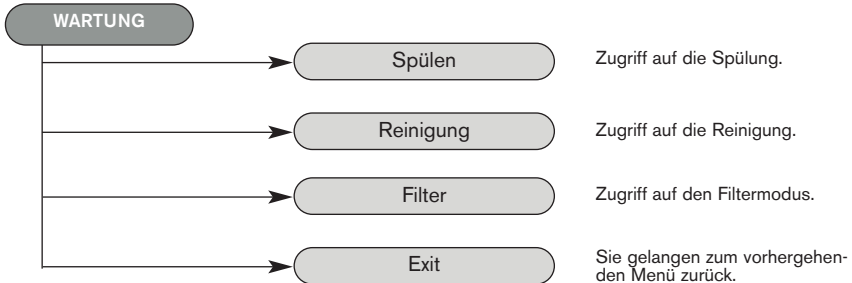 WARTUNG
Spülen
Zugriff auf die Spülung.
Reinigung
Zugriff auf die Reinigung.
Filter
Zugriff auf den Filtermodus.
Exit
Sie gelangen zum vorhergehen-
den Menü zurück.